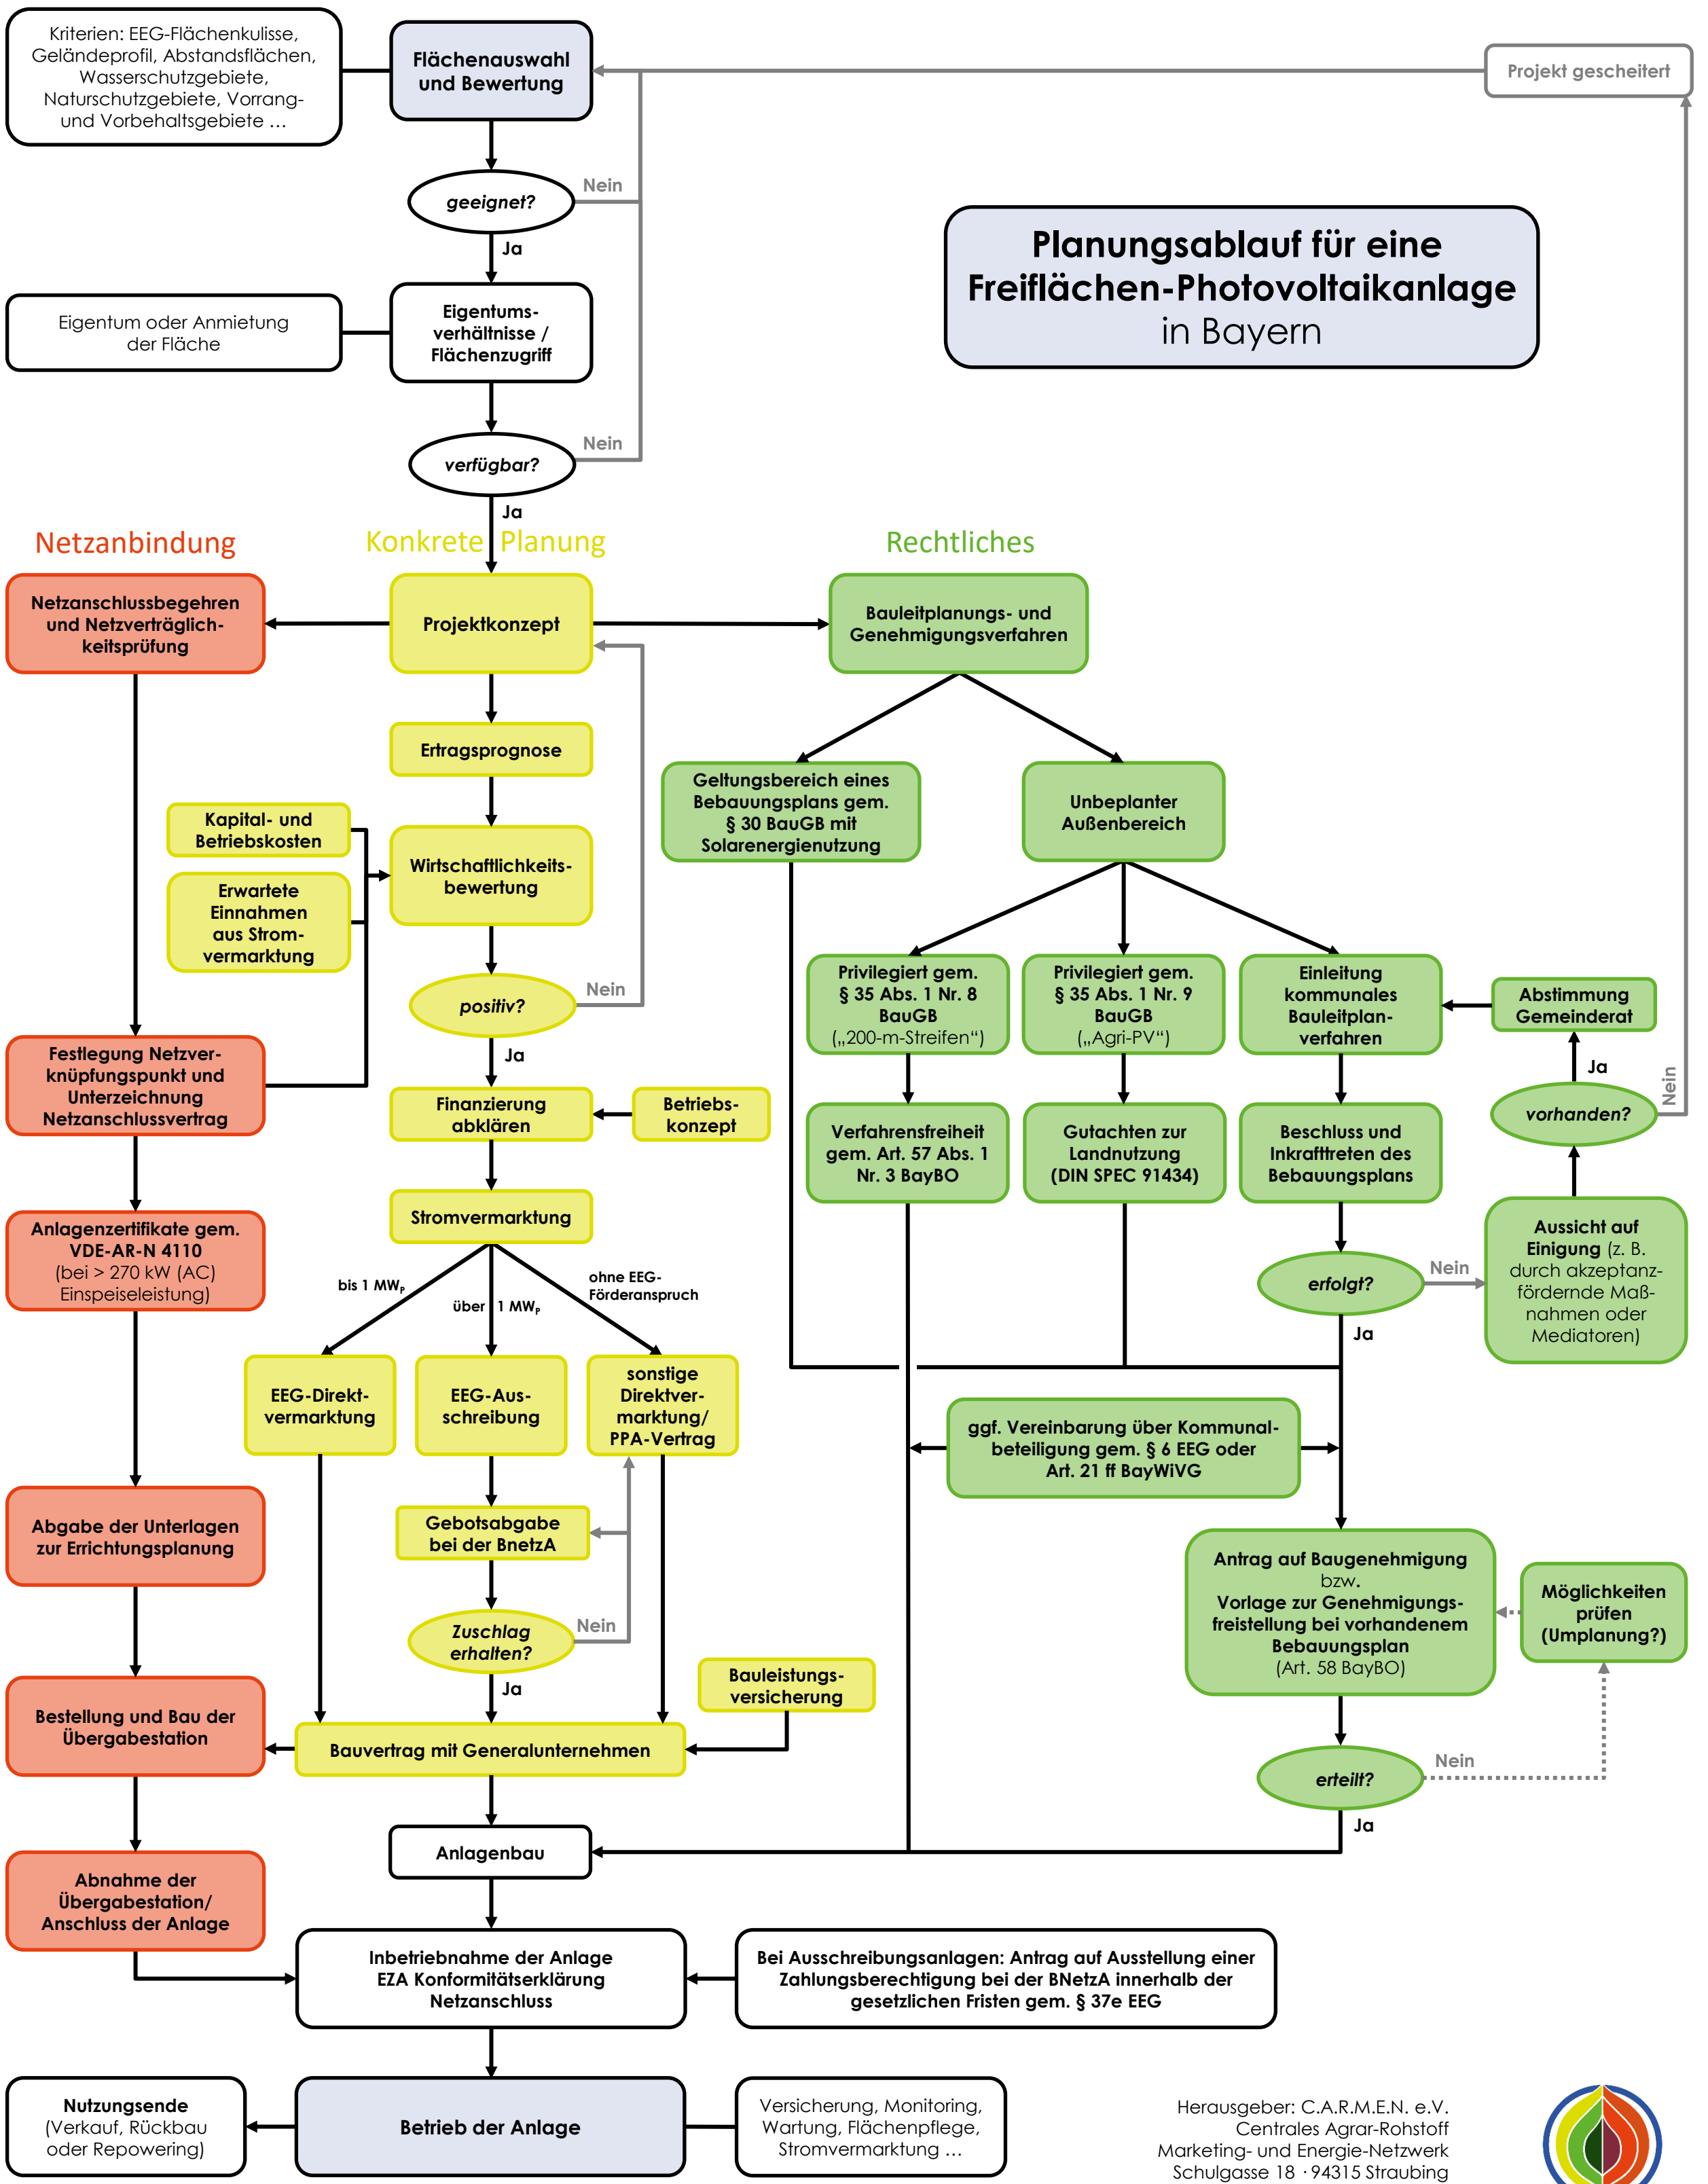 Kriterien: EEG-Flächenkulisse,
Geländeprofil, Abstandsflächen,
Wasserschutzgebiete,
Naturschutzgebiete, Vorrang-
und Vorbehaltsgebiete ...
Flächenauswahl
und Bewertung
Projekt gescheitert
geeignet?
Nein
Ja
Planungsablauf für eine
Freiflächen-Photovoltaikanlage
in Bayern
Eigentum oder Anmietung
der Fläche
Eigentums-
verhältnisse /
Flächenzugriff
verfügbar?
Nein
Ja
Netzanbindung
Konkrete Planung
Rechtliches
Netzanschlussbegehren
und Netzverträglich-
keitsprüfung
Projektkonzept
Bauleitplanungs- und
Genehmigungsverfahren
Ertragsprognose
Kapital- und
Betriebskosten
Erwartete
Einnahmen
aus Strom-
vermarktung
Wirtschaftlichkeits-
bewertung
Geltungsbereich eines
Bebauungsplans gem.
§ 30 BauGB mit
Solarenergienutzung
Unbeplanter
Außenbereich
positiv?
Nein
Ja
Privilegiert gem.
§ 35 Abs. 1 Nr. 8
BauGB
(„200-m-Streifen“)
Privilegiert gem.
§ 35 Abs. 1 Nr. 9
BauGB
(„Agri-PV“)
Einleitung
kommunales
Bauleitplan-
verfahren
Abstimmung
Gemeinderat
Ja
Nein
vorhanden?
Festlegung Netzver-
knüpfungspunkt und
Unterzeichnung
Netzanschlussvertrag
Finanzierung
abklären
Betriebs-
konzept
Verfahrensfreiheit
gem. Art. 57 Abs. 1
Nr. 3 BayBO
Gutachten zur
Landnutzung
(DIN SPEC 91434)
Beschluss und
Inkrafttreten des
Bebauungsplans
Stromvermarktung
Anlagenzertifikate gem.
VDE-AR-N 4110
(bei > 270 kW (AC)
Einspeiseleistung)
bis 1 MWP
über 1 MWP
ohne EEG-
Förderanspruch
erfolgt?
Nein
Ja
Aussicht auf
Einigung (z. B.
durch akzeptanz-
fördernde Maß-
nahmen oder
Mediatoren)
EEG-Direkt-
vermarktung
EEG-Aus-
schreibung
sonstige
Direktver-
marktung/
PPA-Vertrag
ggf. Vereinbarung über Kommunal-
beteiligung gem. § 6 EEG oder
Art. 21 ff BayWiVG
Abgabe der Unterlagen
zur Errichtungsplanung
Gebotsabgabe
bei der BnetzA
Zuschlag
erhalten?
Nein
Ja
Antrag auf Baugenehmigung
bzw.
Vorlage zur Genehmigungs-
freistellung bei vorhandenem
Bebauungsplan
(Art. 58 BayBO)
Möglichkeiten
prüfen
(Umplanung?)
Bestellung und Bau der
Übergabestation
Bauleistungs-
versicherung
Bauvertrag mit Generalunternehmen
erteilt?
Nein
Ja
Anlagenbau
Abnahme der
Übergabestation/
Anschluss der Anlage
Inbetriebnahme der Anlage
EZA Konformitätserklärung
Netzanschluss
Bei Ausschreibungsanlagen: Antrag auf Ausstellung einer
Zahlungsberechtigung bei der BNetzA innerhalb der
gesetzlichen Fristen gem. § 37e EEG
Nutzungsende
(Verkauf, Rückbau
oder Repowering)
Betrieb der Anlage
Versicherung, Monitoring,
Wartung, Flächenpflege,
Stromvermarktung ...
Herausgeber: C.A.R.M.E.N. e.V.
Centrales Agrar-Rohstoff
Marketing- und Energie-Netzwerk
Schulgasse 18 · 94315 Straubing